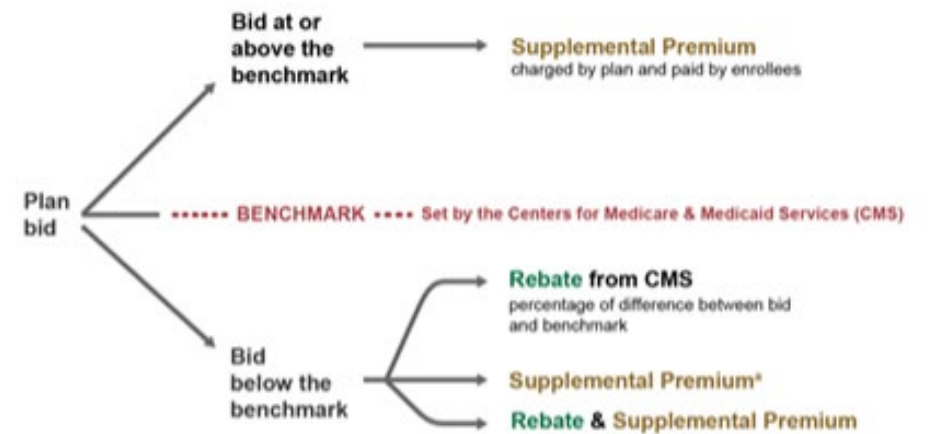 Bid at or
above the
benchmark
Supplemental Premium
charged by plan and paid by enrollees
Plan
bid
BENCHMARK
Set by the Centers for Medicare & Medicaid Services (CMS)
Rebate from CMS
percentage of difference between bid
and benchmark
Bid
below the
benchmark
Supplemental Premium*
Rebate & Supplemental Premium